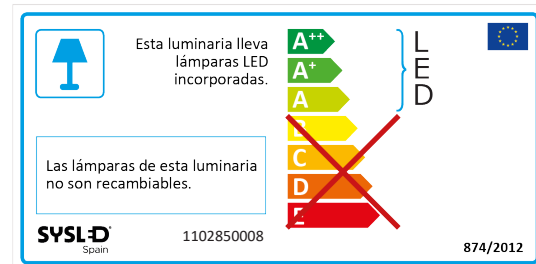 Esta luminaria lleva
lámparas LED
incorporadas.
A++
A+
A
B
C
D
E
L
E
D
Las lámparas de esta luminaria
no son recambiables.
SYSLED
Spain
1102850008
874/2012